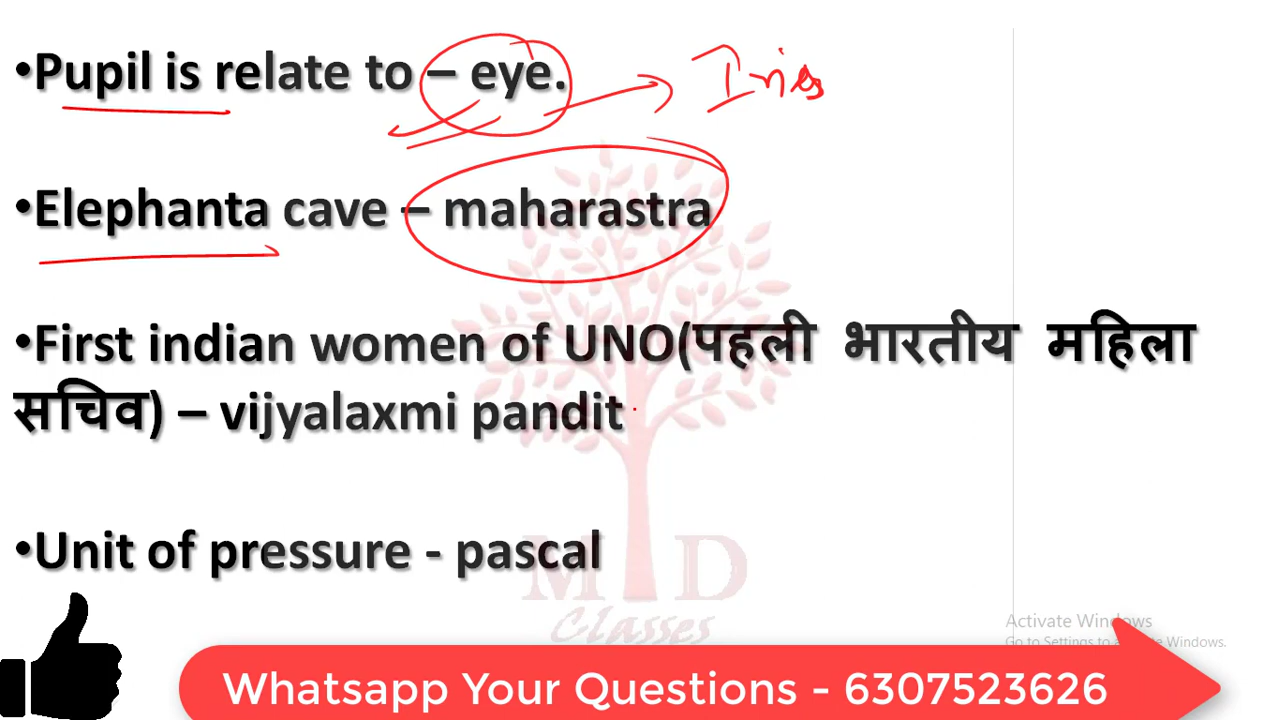 •Pupil is relate to – eye.
Iris
•Elephanta cave – maharastra
•First indian women of UNO(पहली भारतीय महिला
सचिव) – vijyalaxmi pandit
•Unit of pressure - pascal
M D
Classes
Activate Windows
Go to Settings to activate Windows.
Whatsapp Your Questions - 6307523626